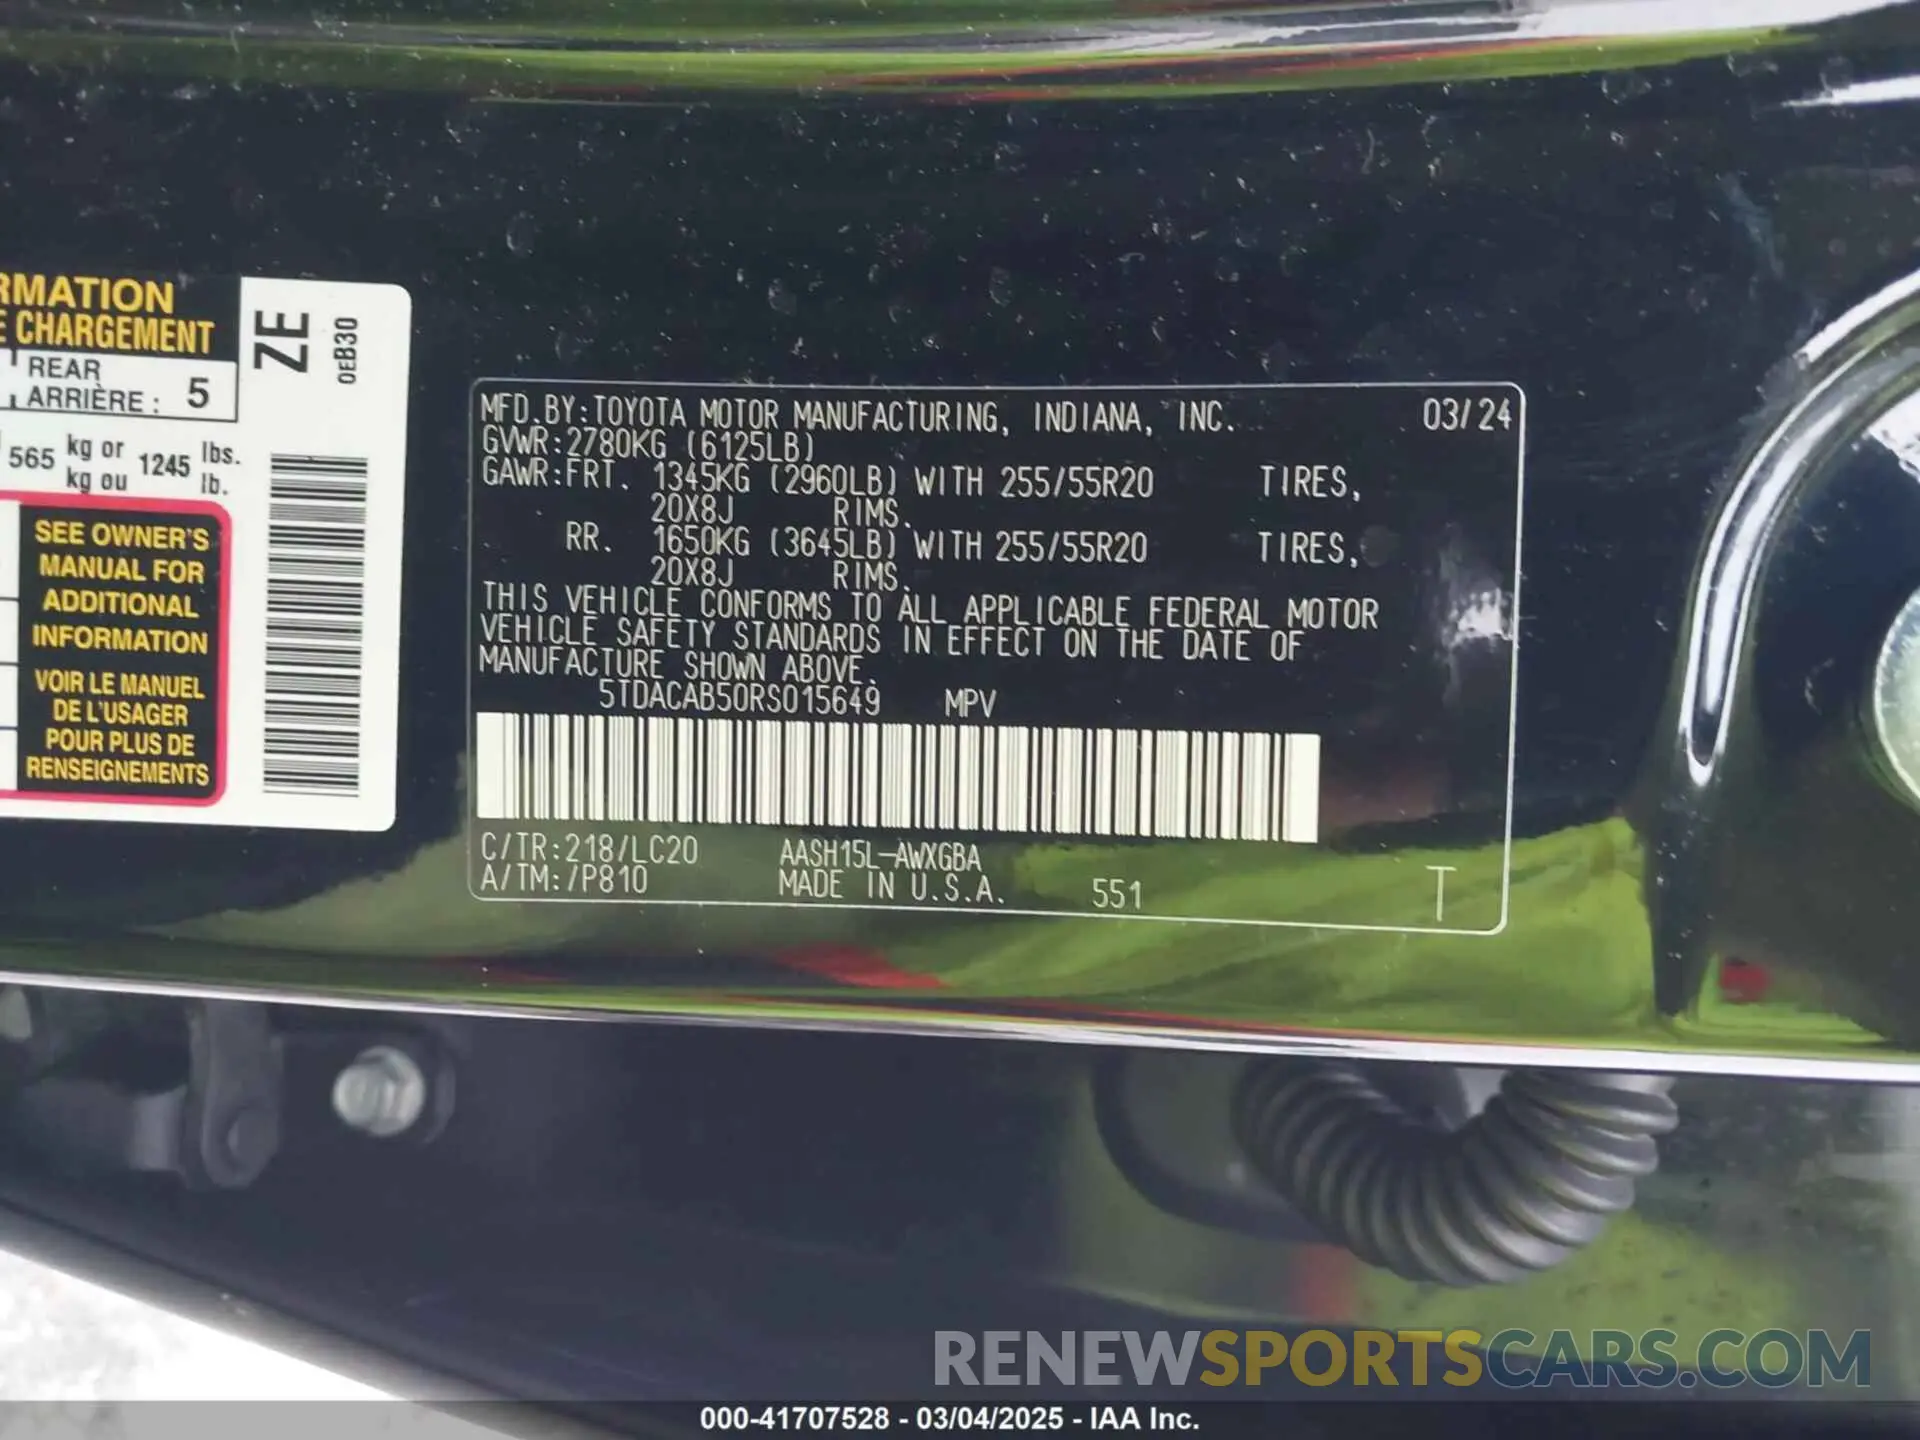 RMATION
E CHARGEMENT
REAR
ARRIÈRE : 5
565 kg or 1245 lbs.
kg ou lb.
SEE OWNER'S
MANUAL FOR
ADDITIONAL
INFORMATION
VOIR LE MANUEL
DE L'USAGER
POUR PLUS DE
RENSEIGNEMENTS
ZE
0EB30
MFD.BY:TOYOTA MOTOR MANUFACTURING, INDIANA, INC. 03/24
GVWR:2780KG (6125LB)
GAWR:FRT. 1345KG (2960LB) WITH 255/55R20 TIRES,
20X8J RIMS.
RR. 1650KG (3645LB) WITH 255/55R20 TIRES,
20X8J RIMS.
THIS VEHICLE CONFORMS TO ALL APPLICABLE FEDERAL MOTOR
VEHICLE SAFETY STANDARDS IN EFFECT ON THE DATE OF
MANUFACTURE SHOWN ABOVE.
5TDACAB50RS015649 MPV
C/TR:218/LC20 AASH15L-AWXGBA
A/TM:/P810 MADE IN U.S.A. 551 T
RENEWSPORTSCARS.COM
000-41707528 - 03/04/2025 - IAA Inc.